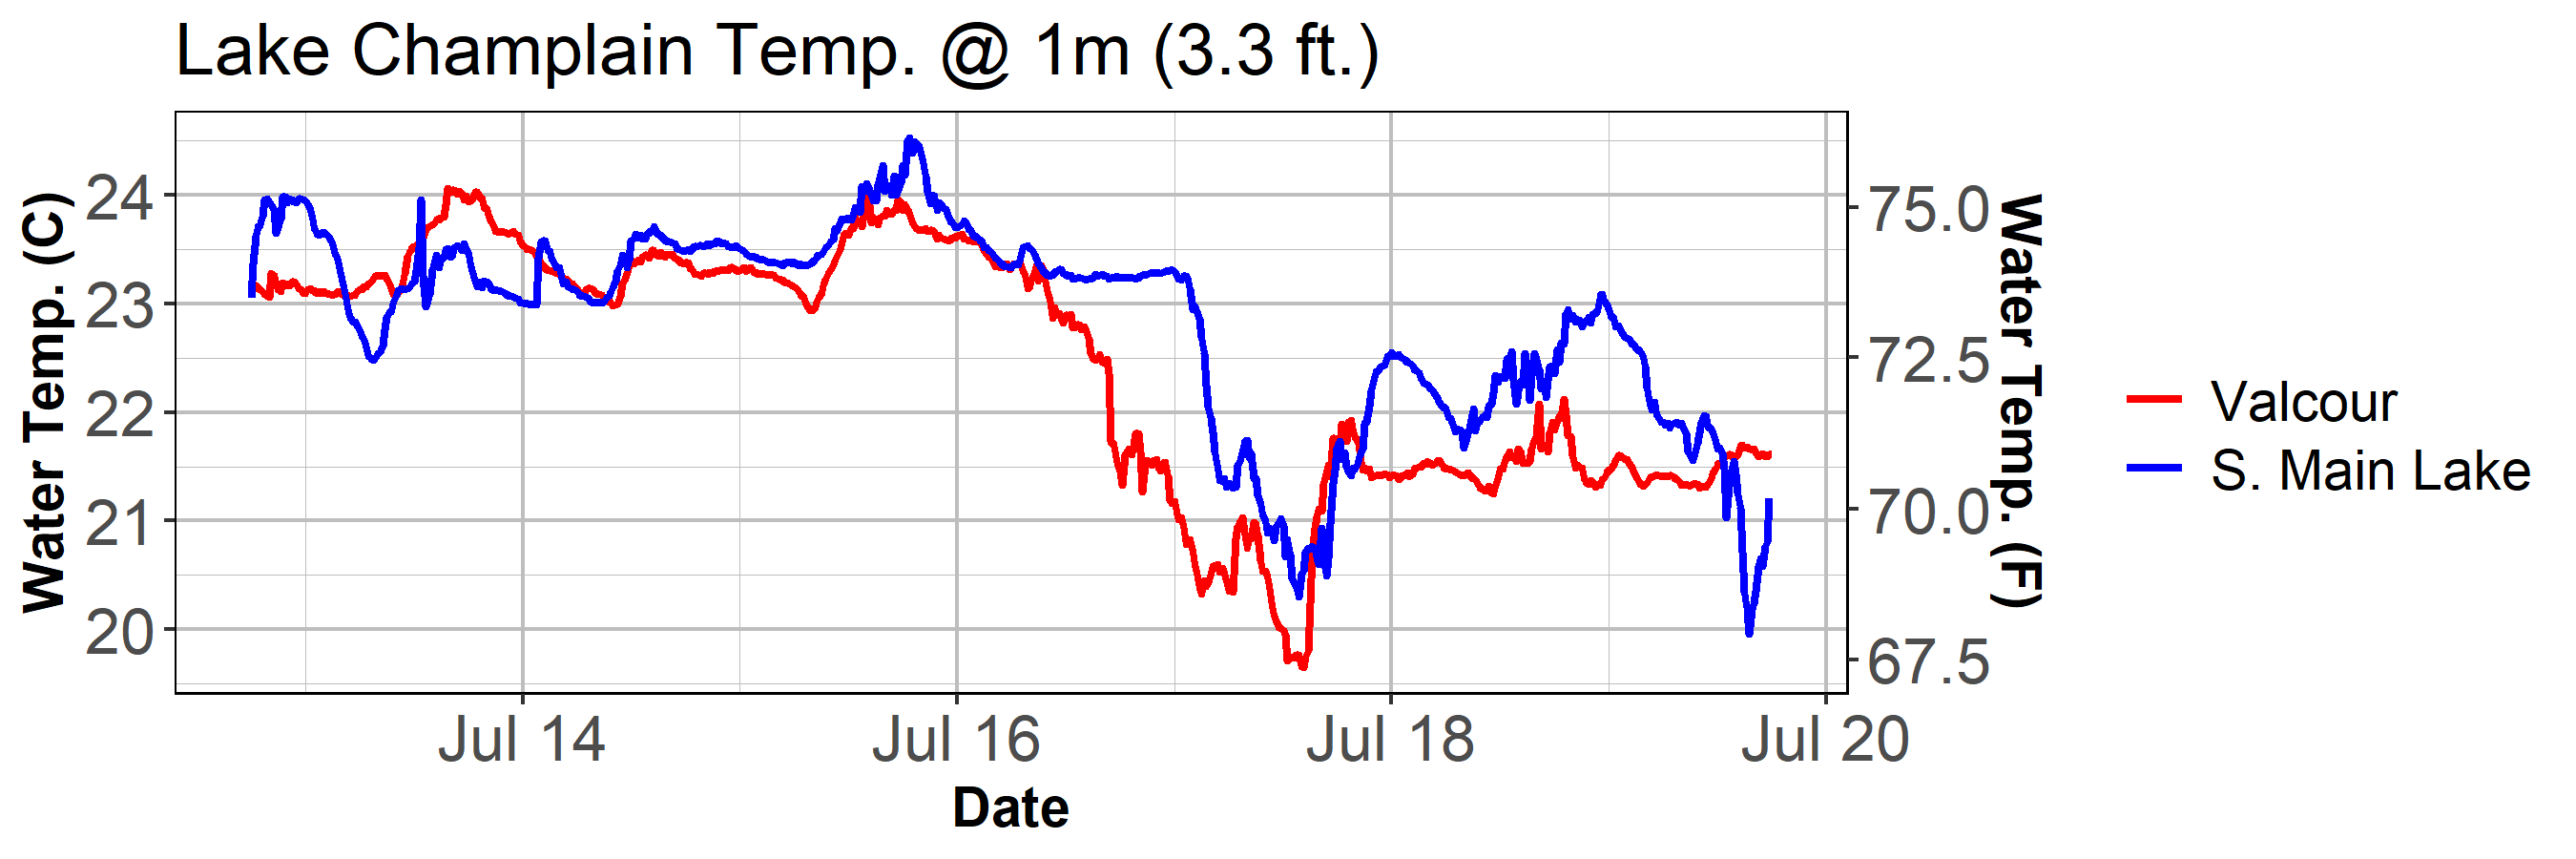 Lake Champlain Temp. @ 1m (3.3 ft.)
Water Temp. (C)
24
23
22
21
20
75.0
72.5
70.0
67.5
Water Temp. (F)
Jul 14
Jul 16
Jul 18
Jul 20
Date
Valcour
S. Main Lake